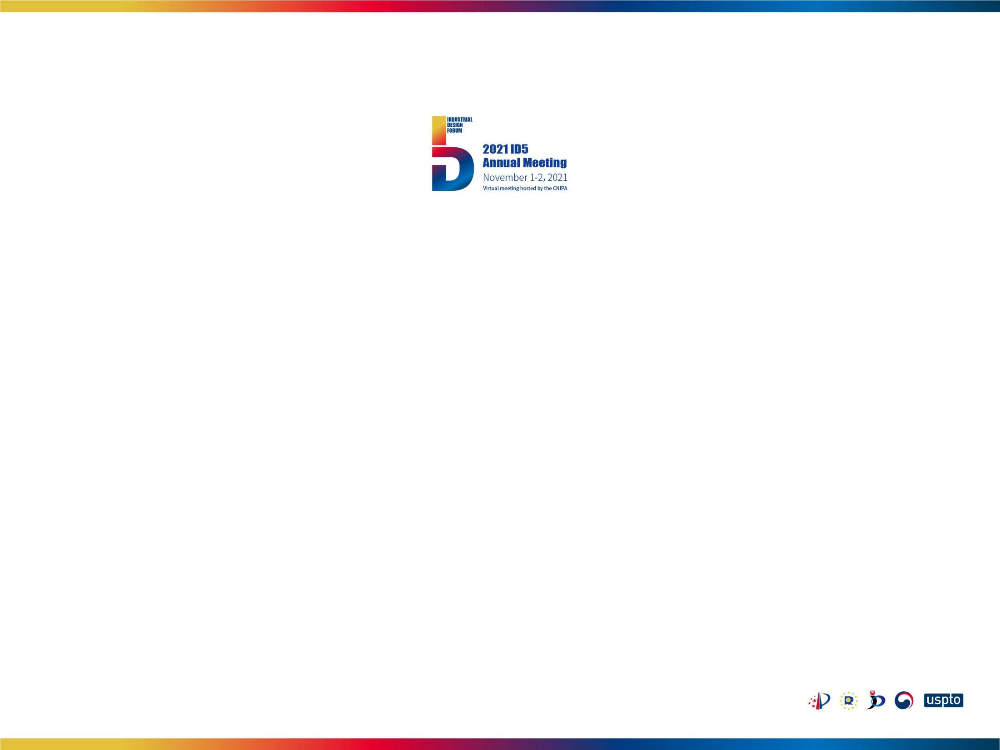 INDUSTRIAL
DESIGN
FORUM
2021 ID5
Annual Meeting
November 1-2, 2021
Virtual meeting hosted by the CNIPA
uspto